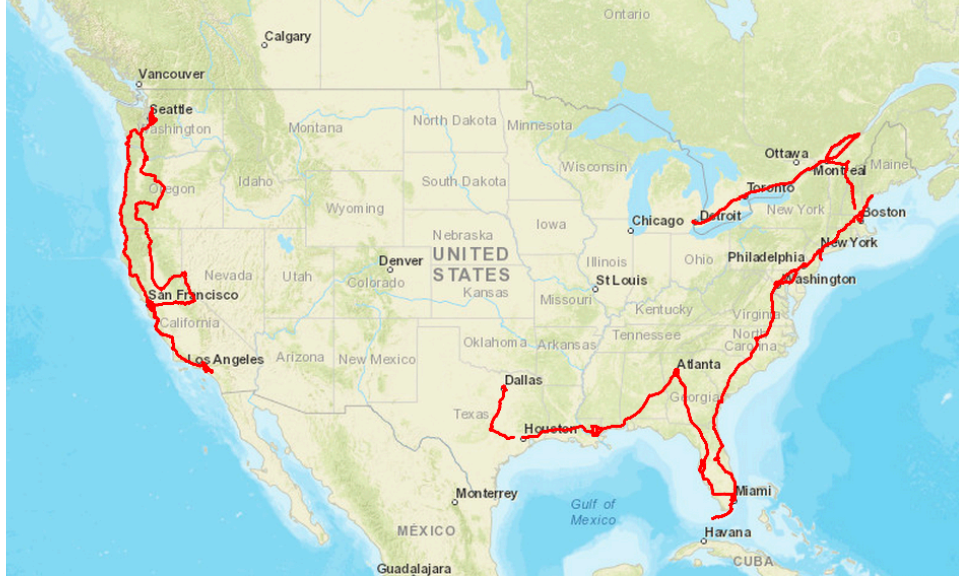 Ontario
Calgary
Vancouver
Seattle
Washington
Montana
North Dakota
Minnesota
Ottawa
Montreal
Maine
Oregon
Idaho
South Dakota
Wisconsin
Toronto
Wyoming
Chicago
Detroit
New York
Boston
Iowa
Nebraska
New York
Denver
UNITED
STATES
Illinois
Ohio
Philadelphia
Nevada
Utah
Colorado
Kansas
St Louis
Washington
San Francisco
Missouri
Kentucky
Virginia
California
Oklahoma
Arkansas
Tennessee
North
Carolina
Los Angeles
Arizona
New Mexico
Atlanta
Dallas
Georgia
Texas
Houston
Monterrey
Gulf of
Mexico
Miami
MÉXICO
Havana
CUBA
Guadalajara